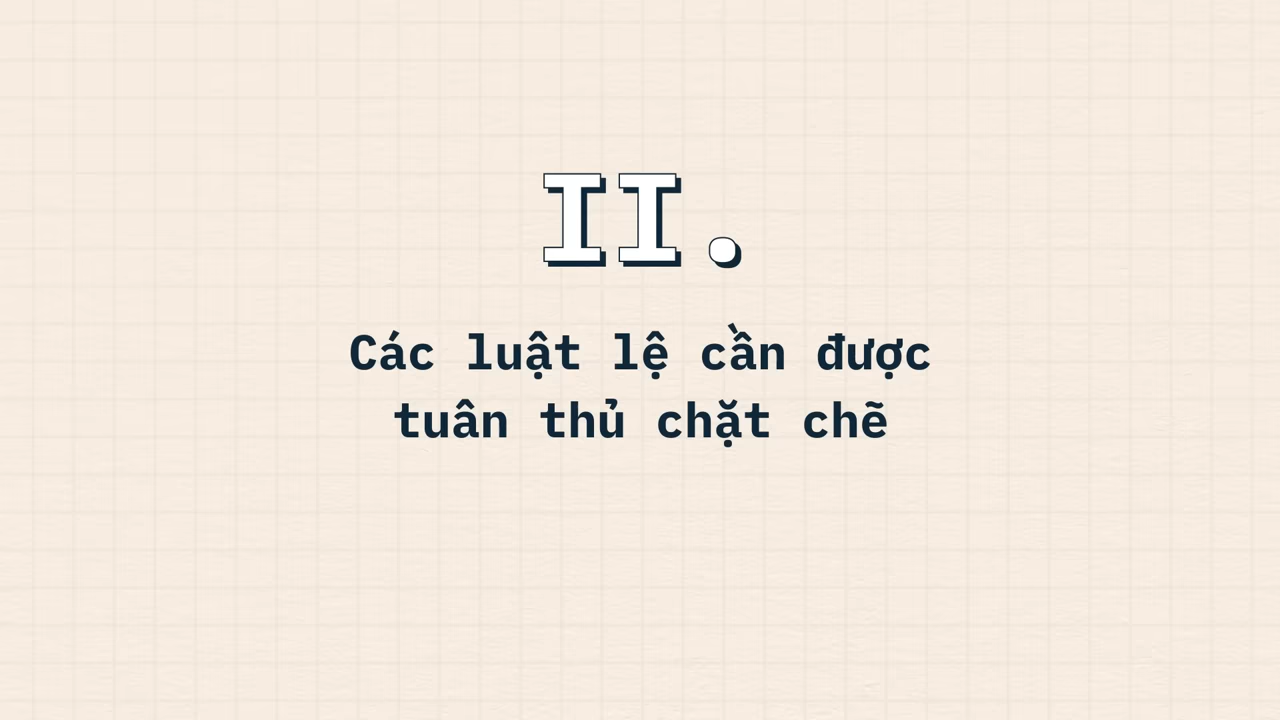 II.
Các luật lệ cần được
tuân thủ chặt chẽ